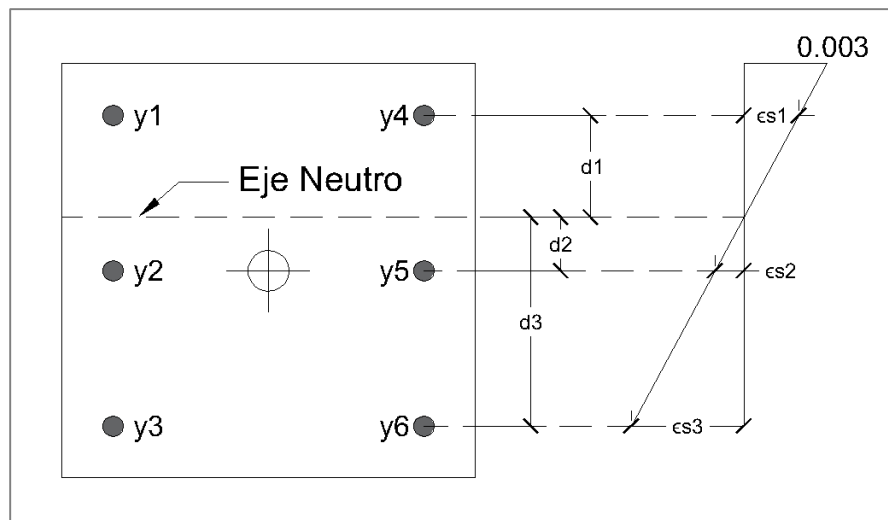 0.003
y1
y4
ϵs1
d1
Eje Neutro
d2
y2
y5
ϵs2
d3
y3
y6
ϵs3